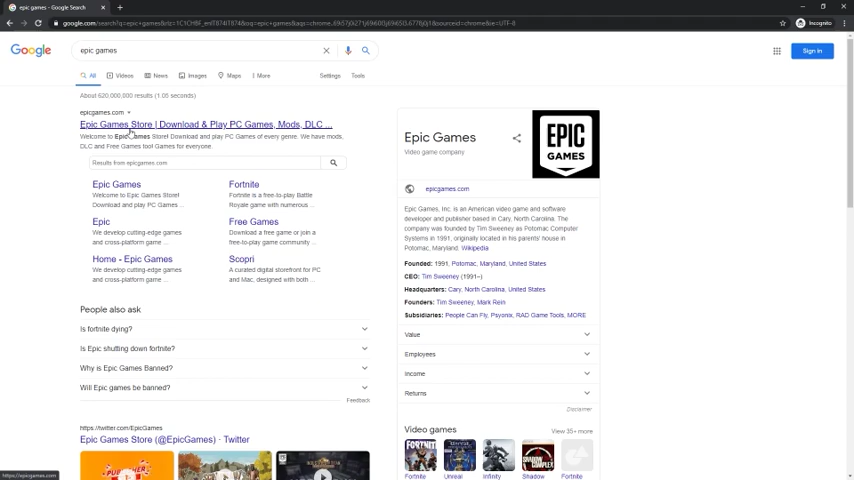 epic games - Google Search
google.com/search?q=epic+games&rlz=1C1CHBF_enIT874IT874&oq=epic+games&aqs=chrome..69i57j0i271j69i60l3j69i65l3.6778j0j1&sourceid=chrome&ie=UTF-8
Incognito
Google
epic games
Sign in
All Videos News Images Maps More Settings Tools
About 620,000,000 results (1.05 seconds)
epicgames.com
Epic Games Store | Download & Play PC Games, Mods, DLC ...
Welcome to Epic Games Store! Download and play PC Games of every genre. We have mods,
DLC and Free Games too! Games for everyone.
Results from epicgames.com
Epic Games
Welcome to Epic Games Store!
Download and play PC Games ...
Fortnite
Fortnite is a free-to-play Battle
Royale game with numerous ...
Epic
We develop cutting-edge games
and cross-platform game ...
Free Games
Download a free game or join a
free-to-play game community ...
Home - Epic Games
We develop cutting-edge games
and cross-platform game ...
Scopri
A curated digital storefront for PC
and Mac, designed with both ...
People also ask
Is fortnite dying?
Is Epic shutting down fortnite?
Why is Epic Games Banned?
Will Epic games be banned?
Feedback
https://twitter.com/EpicGames
Epic Games Store (@EpicGames) · Twitter
Epic Games
Video game company
EPIC
GAMES
epicgames.com
Epic Games, Inc. is an American video game and software
developer and publisher based in Cary, North Carolina. The
company was founded by Tim Sweeney as Potomac Computer
Systems in 1991, originally located in his parents' house in
Potomac, Maryland. Wikipedia
Founded: 1991, Potomac, Maryland, United States
CEO: Tim Sweeney (1991–)
Headquarters: Cary, North Carolina, United States
Founders: Tim Sweeney, Mark Rein
Subsidiaries: People Can Fly, Psyonix, RAD Game Tools, MORE
Value
Employees
Income
Returns
Disclaimer
Video games
View 35+ more
FORTNITE
SHADOW COMPLEX
Fortnite Unreal Infinity Shadow Fortnite
https://epicgames.com